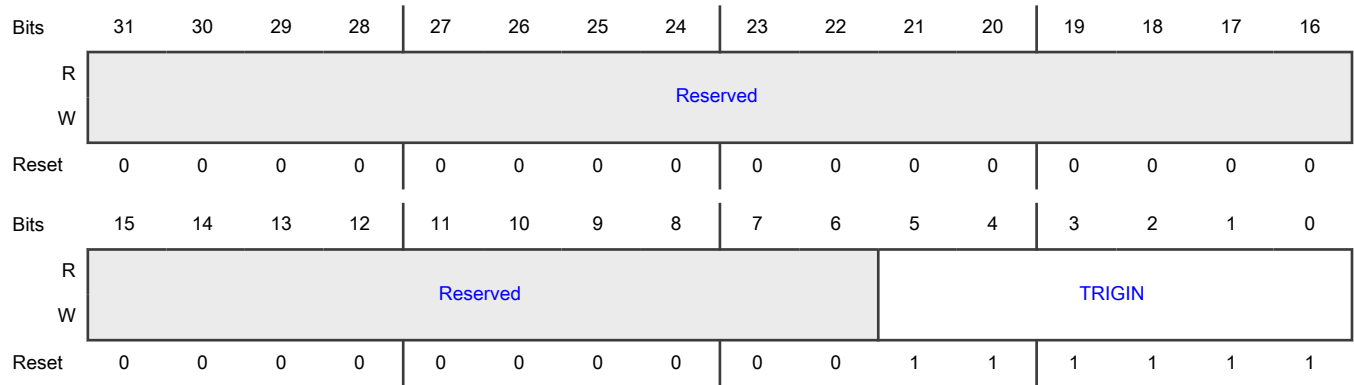 Bits 31 30 29 28 27 26 25 24 23 22 21 20 19 18 17 16
R
Reserved
W
Reset 0 0 0 0 0 0 0 0 0 0 0 0 0 0 0 0
Bits 15 14 13 12 11 10 9 8 7 6 5 4 3 2 1 0
R
Reserved TRIGIN
W
Reset 0 0 0 0 0 0 0 0 0 0 1 1 1 1 1 1